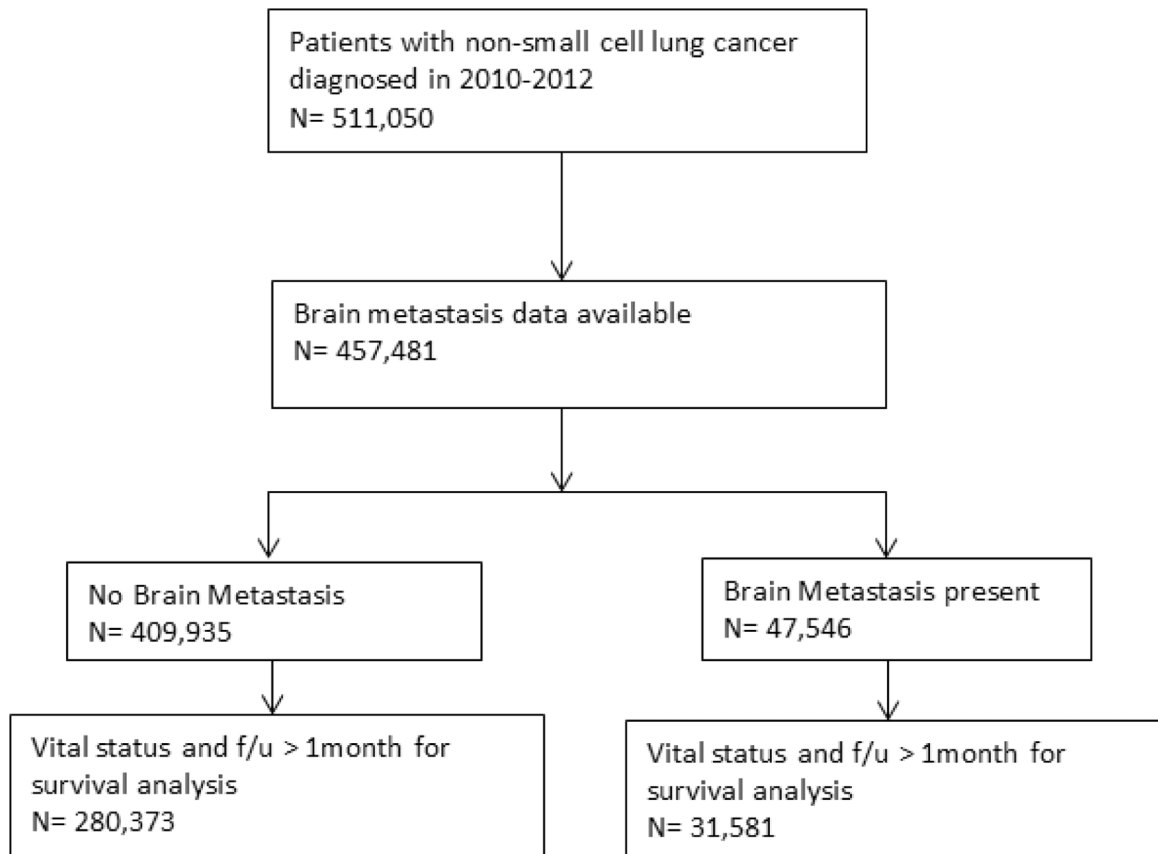 Patients with non-small cell lung cancer
diagnosed in 2010-2012
N= 511,050
Brain metastasis data available
N= 457,481
No Brain Metastasis
N= 409,935
Brain Metastasis present
N= 47,546
Vital status and f/u > 1month for
survival analysis
N= 280,373
Vital status and f/u > 1month for
survival analysis
N= 31,581